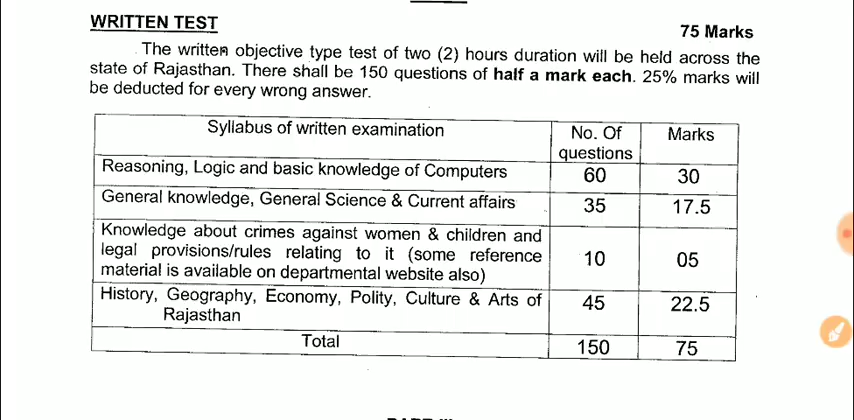 WRITTEN TEST
75 Marks
The written objective type test of two (2) hours duration will be held across the
state of Rajasthan. There shall be 150 questions of half a mark each. 25% marks will
be deducted for every wrong answer.
Syllabus of written examination
No. Of
questions
Marks
Reasoning, Logic and basic knowledge of Computers
60
30
General knowledge, General Science & Current affairs
35
17.5
Knowledge about crimes against women & children and
legal provisions/rules relating to it (some reference
material is available on departmental website also)
10
05
History, Geography, Economy, Polity, Culture & Arts of
Rajasthan
45
22.5
Total
150
75